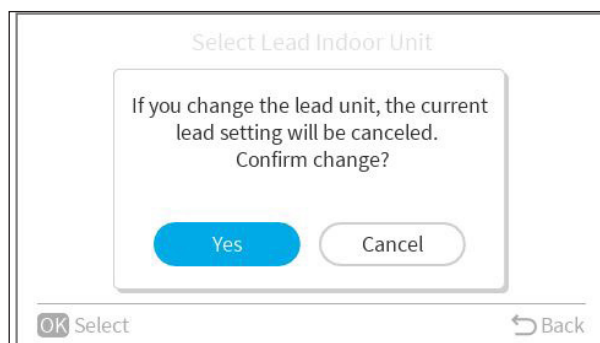 Select Lead Indoor Unit
If you change the lead unit, the current
lead setting will be canceled.
Confirm change?
Yes Cancel
OK Select Back